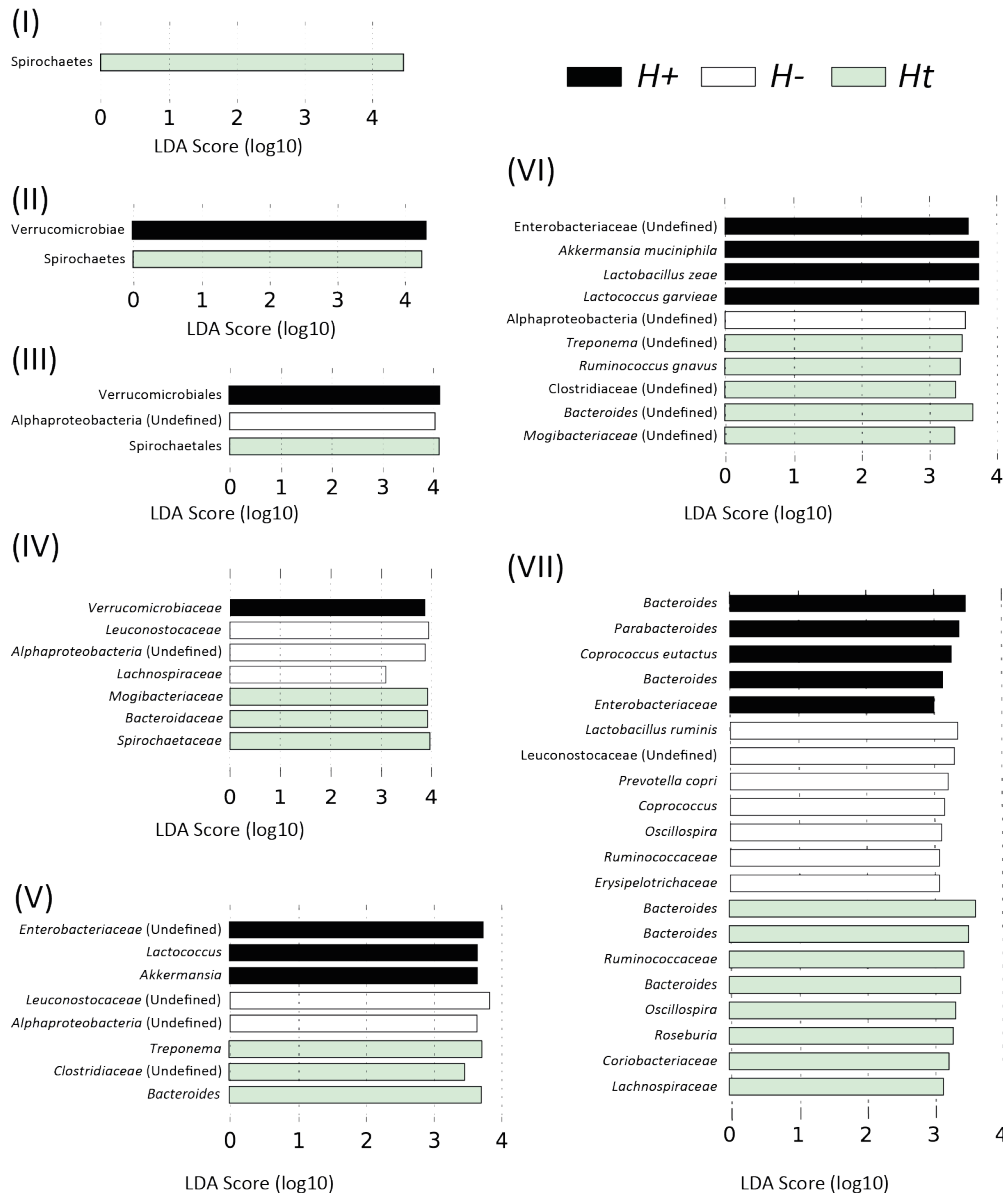 (I)
Spirochaetes
0 1 2 3 4
LDA Score (log10)
H+ H- Ht
(II)
Verrucomicrobiae
Spirochaetes
0 1 2 3 4
LDA Score (log10)
(III)
Verrucomicrobiales
Alphaproteobacteria (Undefined)
Spirochaetales
0 1 2 3 4
LDA Score (log10)
(IV)
Verrucomicrobiaceae
Leuconostocaceae
Alphaproteobacteria (Undefined)
Lachnospiraceae
Mogibacteriaceae
Bacteroidaceae
Spirochaetaceae
0 1 2 3 4
LDA Score (log10)
(V)
Enterobacteriaceae (Undefined)
Lactococcus
Akkermansia
Leuconostocaceae (Undefined)
Alphaproteobacteria (Undefined)
Treponema
Clostridiaceae (Undefined)
Bacteroides
0 1 2 3 4
LDA Score (log10)
(VI)
Enterobacteriaceae (Undefined)
Akkermansia muciniphila
Lactobacillus zeae
Lactococcus garvieae
Alphaproteobacteria (Undefined)
Treponema (Undefined)
Ruminococcus gnavus
Clostridiaceae (Undefined)
Bacteroides (Undefined)
Mogibacteriaceae (Undefined)
0 1 2 3 4
LDA Score (log10)
(VII)
Bacteroides
Parabacteroides
Coprococcus eutactus
Bacteroides
Enterobacteriaceae
Lactobacillus ruminis
Leuconostocaceae (Undefined)
Prevotella copri
Coprococcus
Oscillospira
Ruminococcaceae
Erysipelotrichaceae
Bacteroides
Bacteroides
Ruminococcaceae
Bacteroides
Oscillospira
Roseburia
Coriobacteriaceae
Lachnospiraceae
0 1 2 3 4
LDA Score (log10)